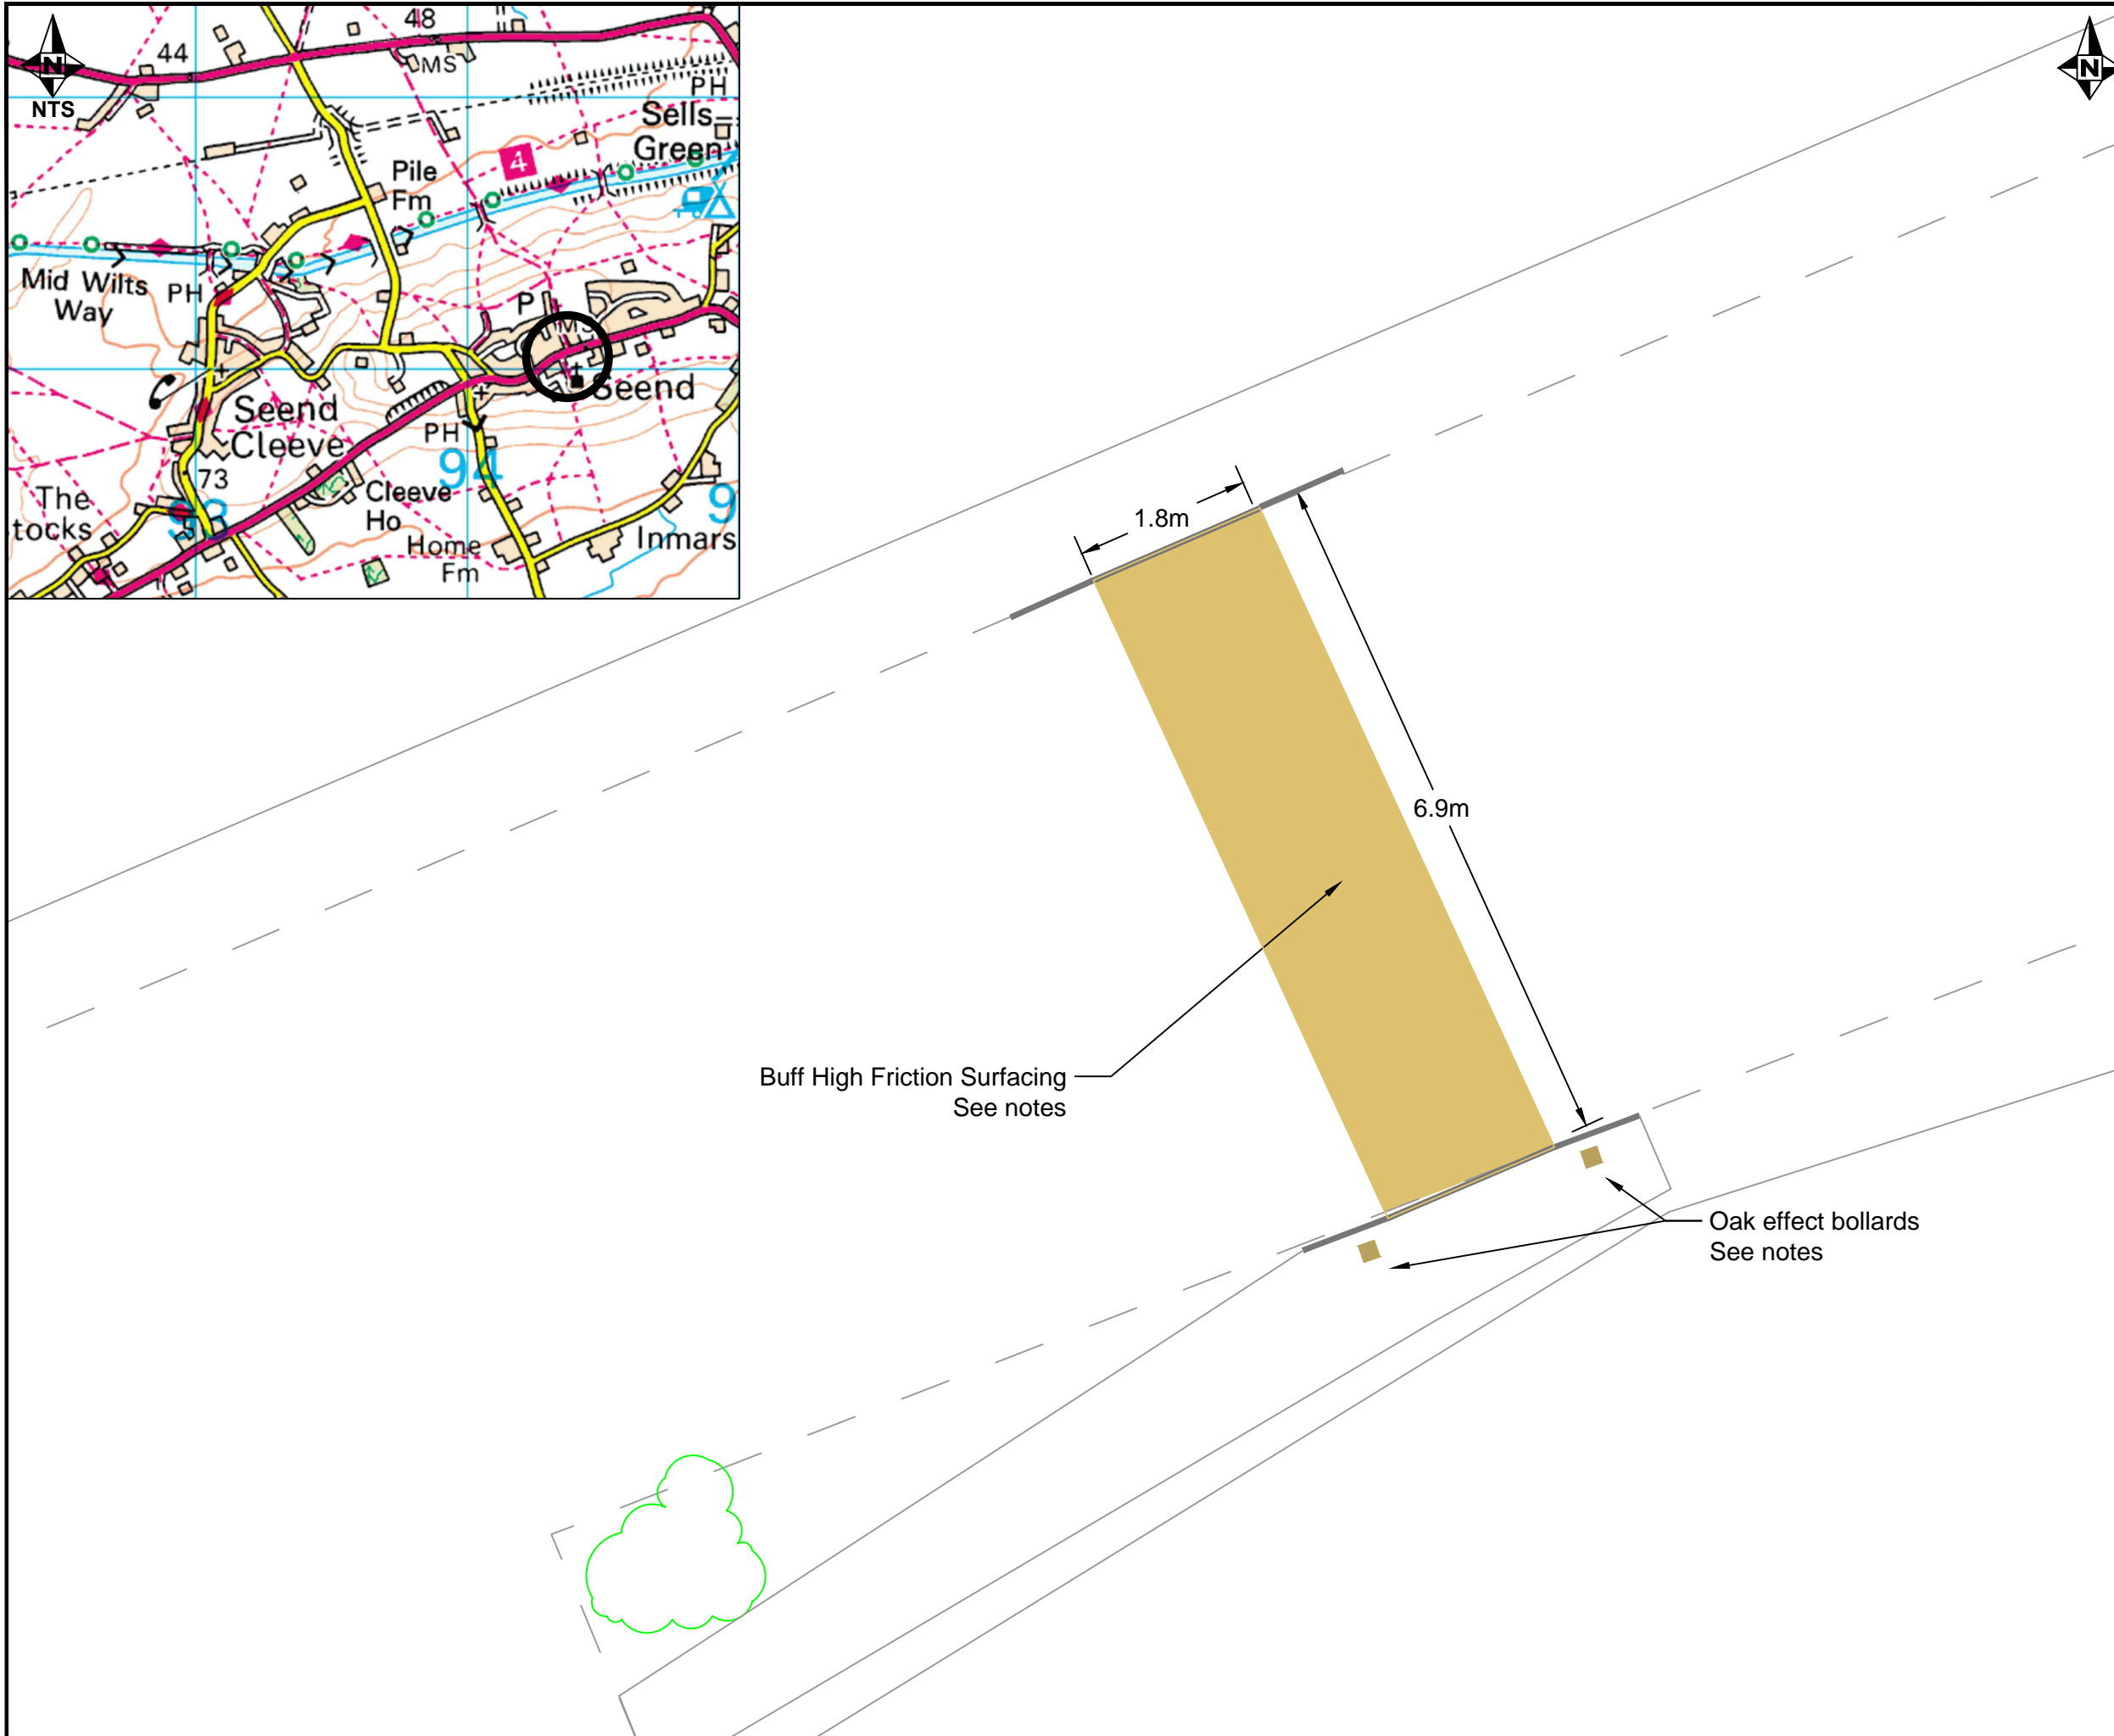 N
NTS
44
48
MS
PH
Sells
Green
4
Pile
Fm
Mid Wilts
Way
PH
P
MS
Seend
Seend
Cleeve
PH
94
73
Cleeve
Ho
The
tocks
Home
Fm
Inmars
9
N
1.8m
6.9m
Buff High Friction Surfacing
See notes
Oak effect bollards
See notes